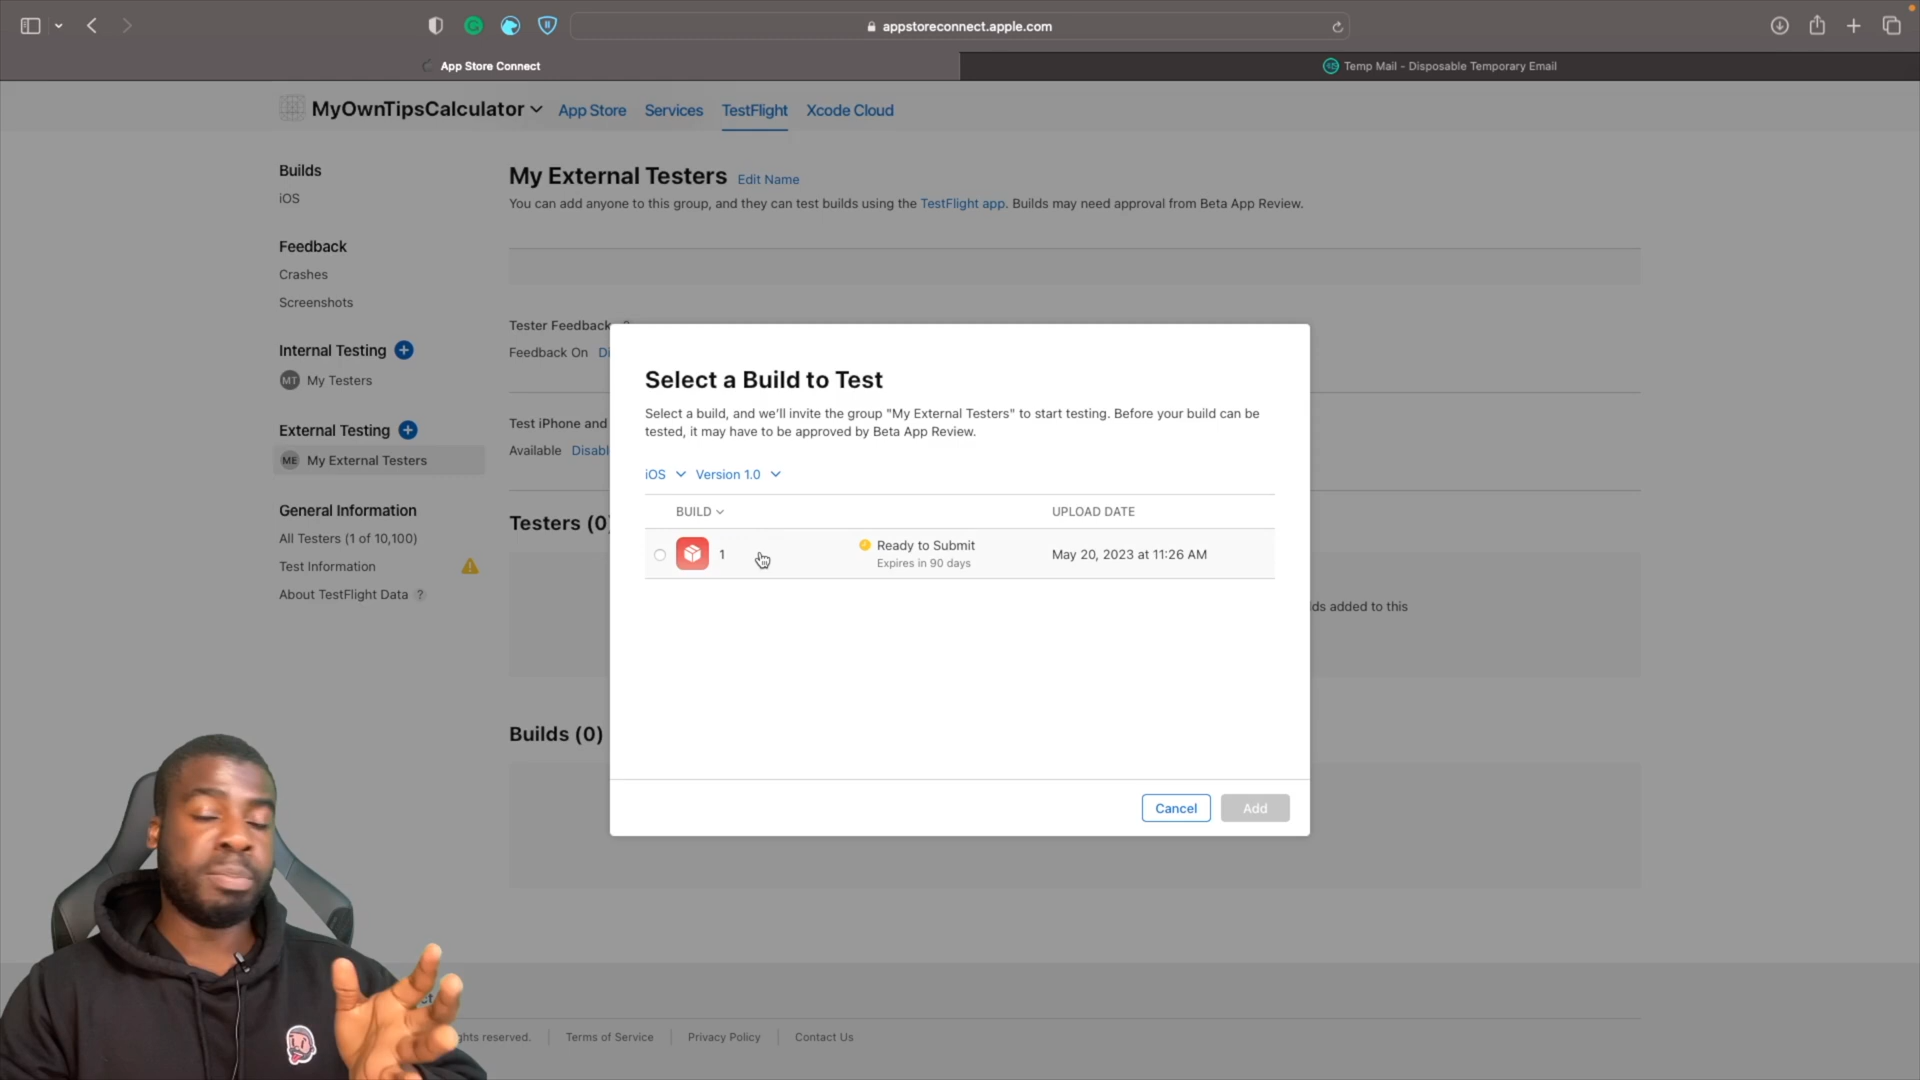 appstoreconnect.apple.com
App Store Connect
Temp Mail - Disposable Temporary Email
MyOwnTipsCalculator
App Store
Services
TestFlight
Xcode Cloud
Builds
iOS
Feedback
Crashes
Screenshots
Internal Testing
MT My Testers
External Testing
ME My External Testers
General Information
All Testers (1 of 10,100)
Test Information
About TestFlight Data ?
My External Testers Edit Name
You can add anyone to this group, and they can test builds using the TestFlight app. Builds may need approval from Beta App Review.
Tester Feedback
Feedback On
Test iPhone and
Available
Testers (0)
ds added to this
Builds (0)
Select a Build to Test
Select a build, and we'll invite the group "My External Testers" to start testing. Before your build can be
tested, it may have to be approved by Beta App Review.
iOS Version 1.0
BUILD UPLOAD DATE
1 Ready to Submit May 20, 2023 at 11:26 AM
Expires in 90 days
Cancel
Add
ghts reserved.
Terms of Service
Privacy Policy
Contact Us